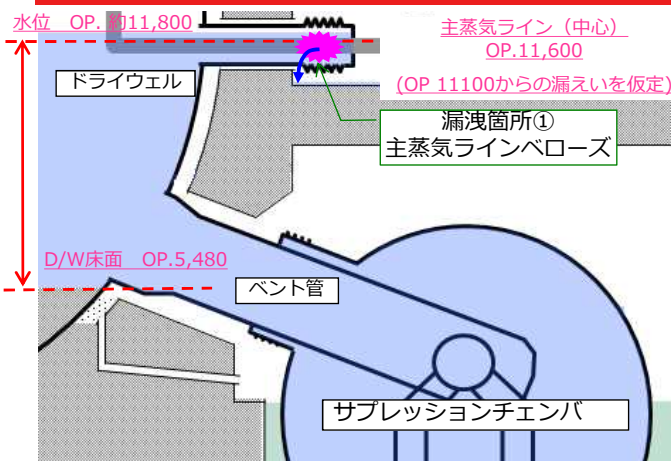 水位 OP. 約11,800
主蒸気ライン（中心）
OP.11,600
(OP 11100からの漏えいを仮定)
ドライウェル
漏洩箇所①
主蒸気ラインベローズ
D/W床面 OP.5,480
ベント管
サプレッションチェンバ